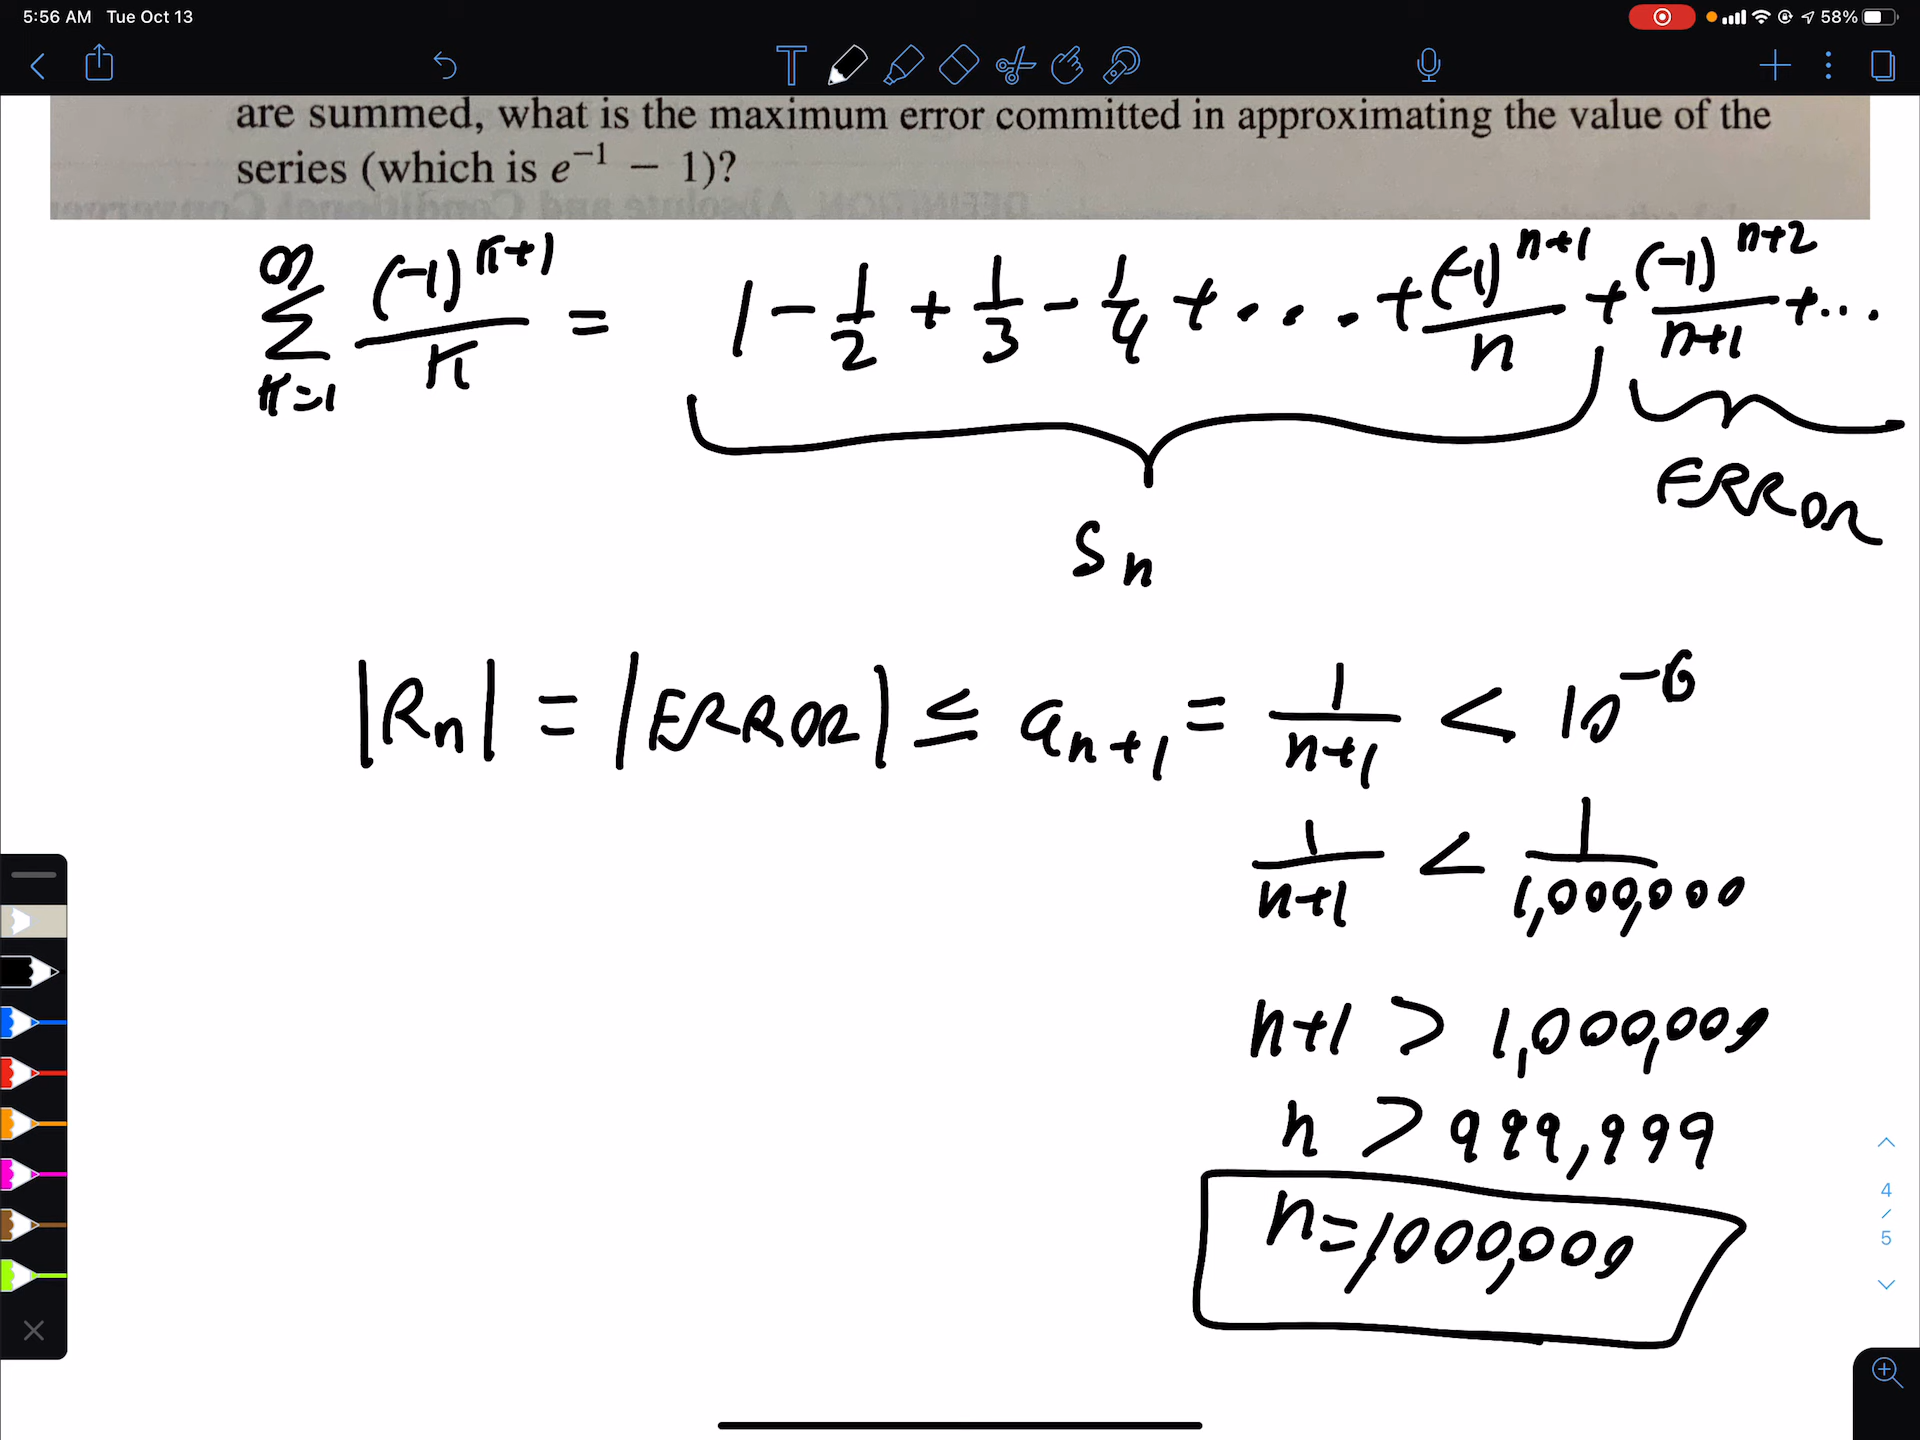 5:56 AM Tue Oct 13 58%
T
are summed, what is the maximum error committed in approximating the value of the
series (which is e⁻¹ − 1)?
∞ Σ k=1 (-1)^(k+1) / k = 1 - 1/2 + 1/3 - 1/4 + ... + (-1)^(n+1) / n + (-1)^(n+2) / n+1 + ...
Sn
ERROR
|Rn| = |ERROR| ≤ a_(n+1) = 1/(n+1) < 10⁻⁶
1/(n+1) < 1/1,000,000
n+1 > 1,000,000
n > 999,999
n = 1,000,000
4
/
5